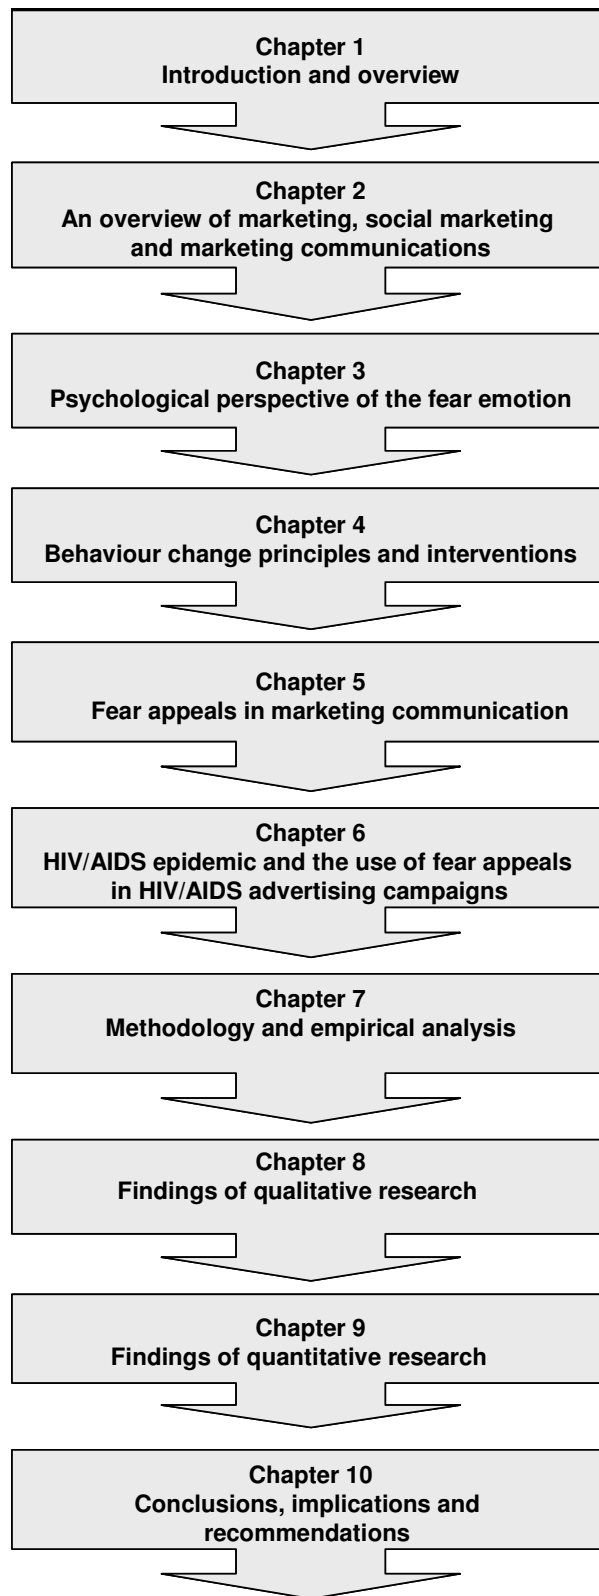 Chapter 1
Introduction and overview
Chapter 2
An overview of marketing, social marketing
and marketing communications
Chapter 3
Psychological perspective of the fear emotion
Chapter 4
Behaviour change principles and interventions
Chapter 5
Fear appeals in marketing communication
Chapter 6
HIV/AIDS epidemic and the use of fear appeals
in HIV/AIDS advertising campaigns
Chapter 7
Methodology and empirical analysis
Chapter 8
Findings of qualitative research
Chapter 9
Findings of quantitative research
Chapter 10
Conclusions, implications and
recommendations